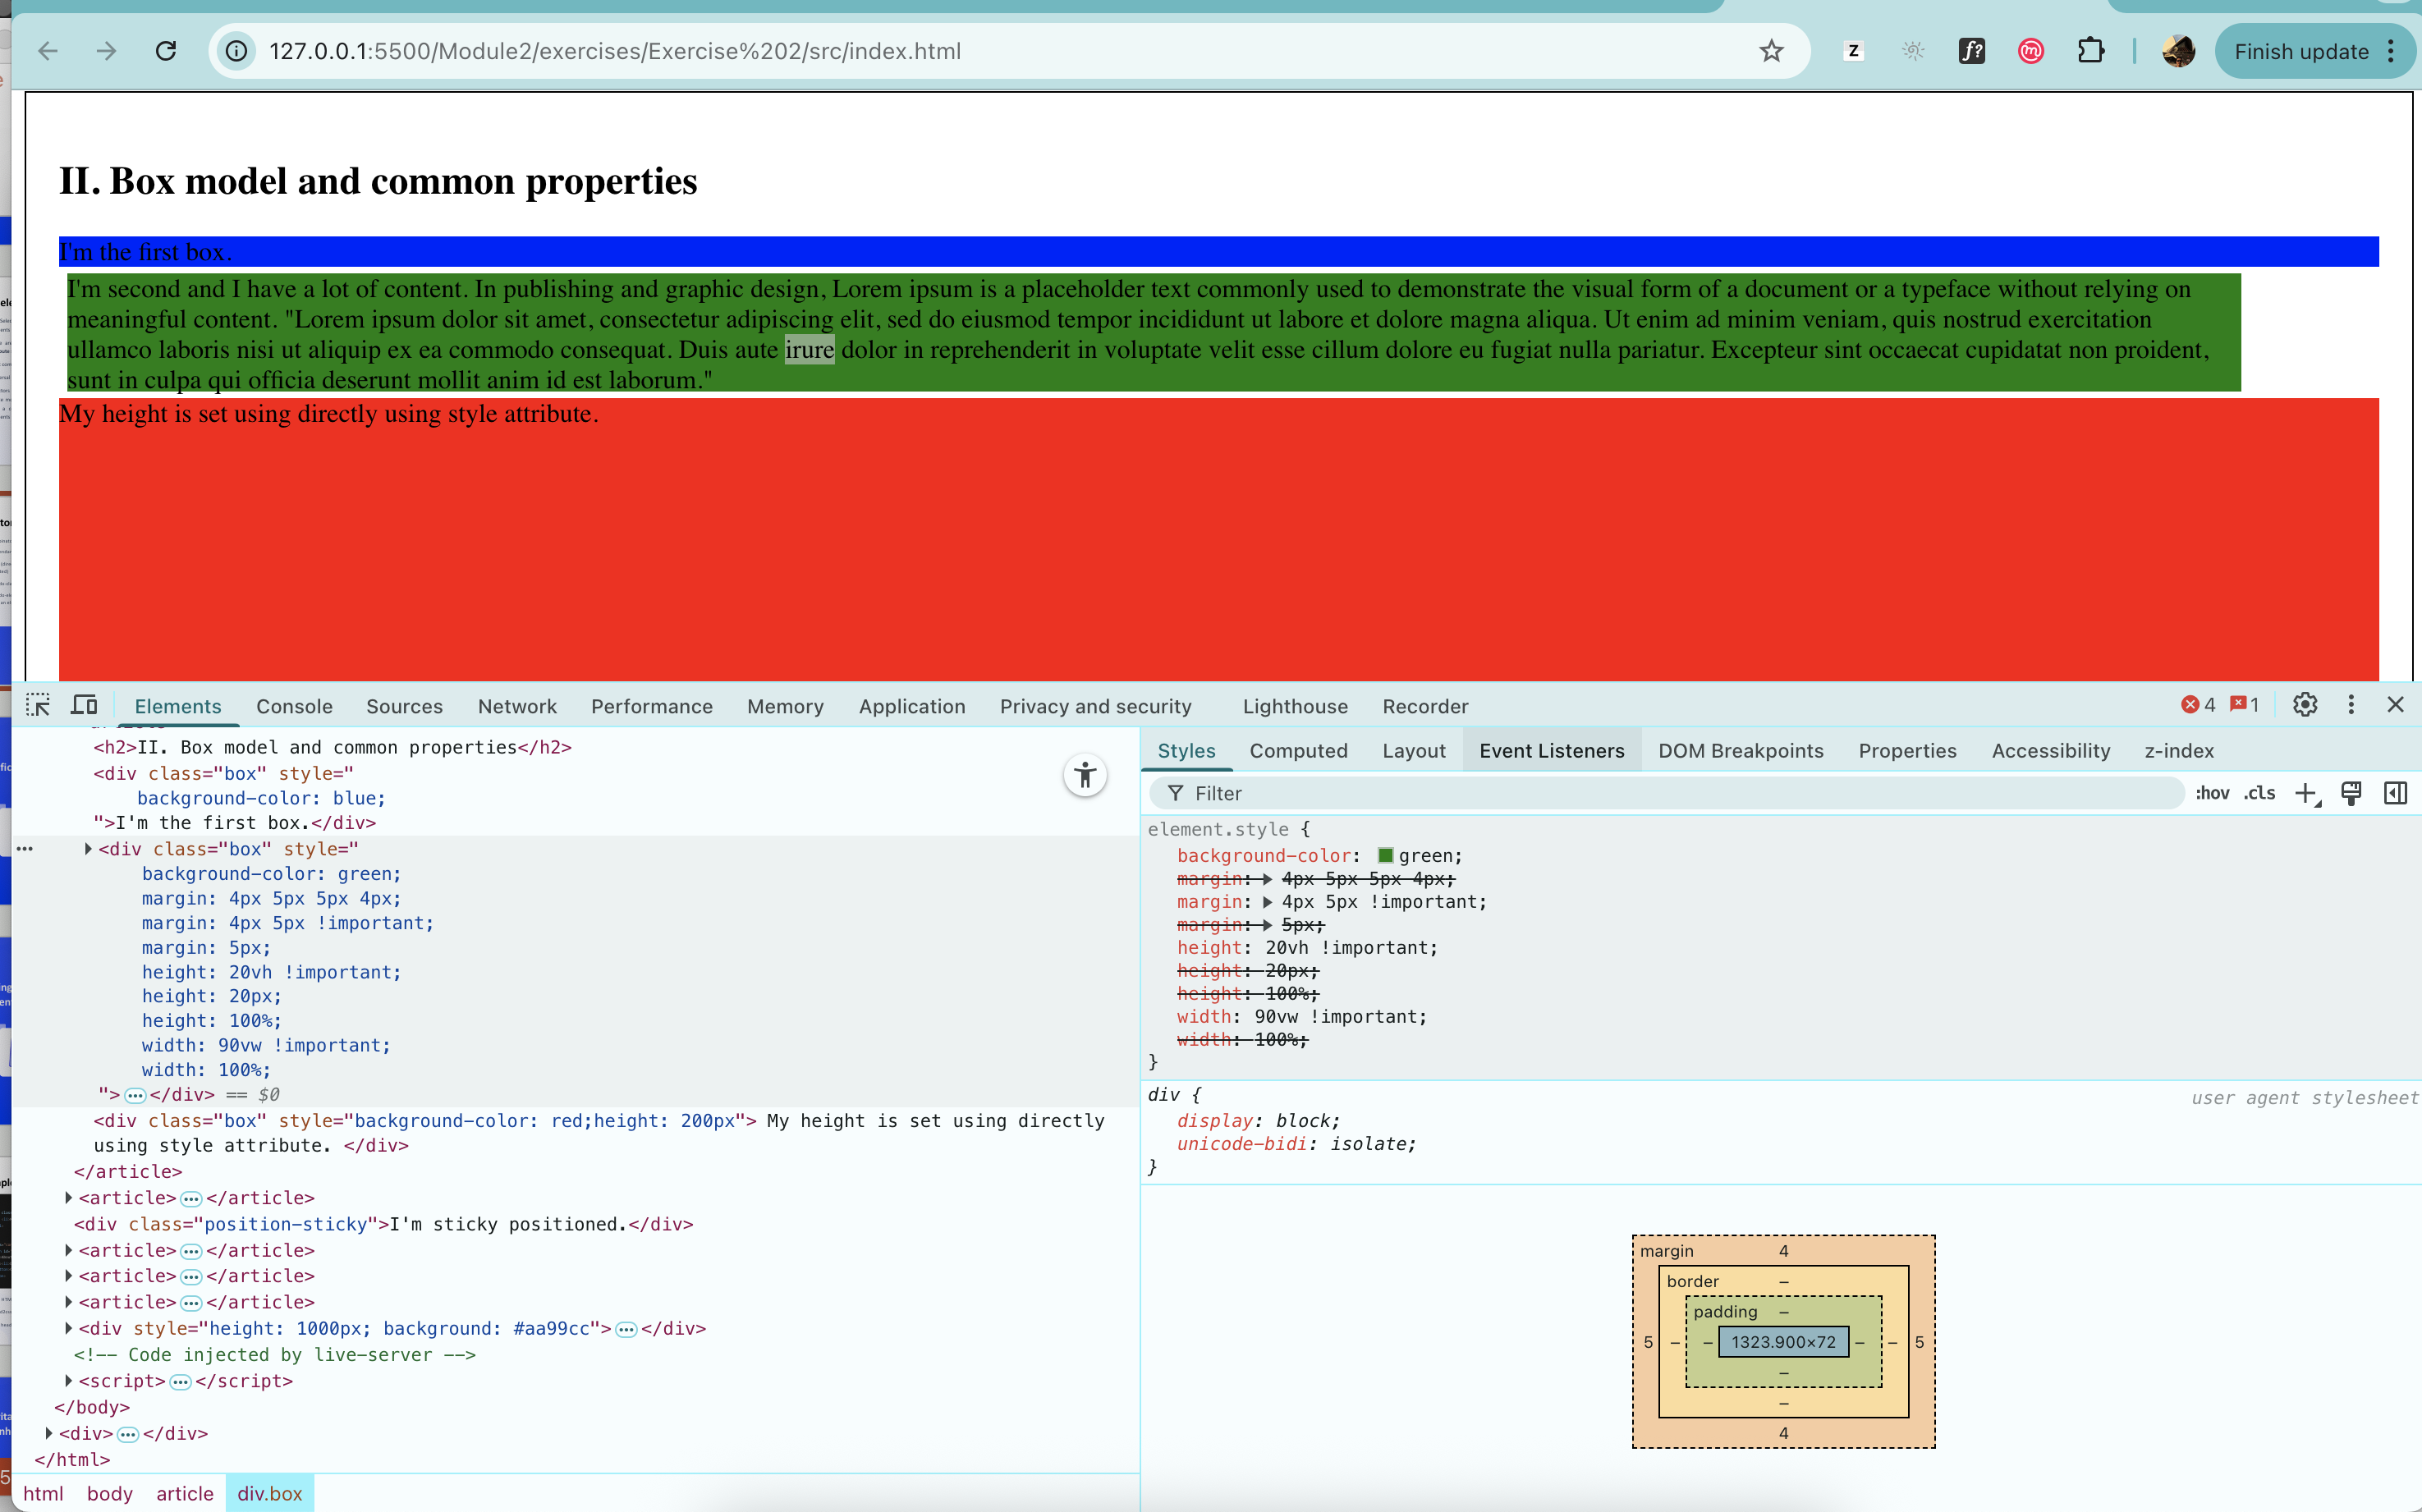 127.0.0.1:5500/Module2/exercises/Exercise%202/src/index.html
Z
f?
m
Finish update
II. Box model and common properties
I'm the first box.
I'm second and I have a lot of content. In publishing and graphic design, Lorem ipsum is a placeholder text commonly used to demonstrate the visual form of a document or a typeface without relying on
meaningful content. "Lorem ipsum dolor sit amet, consectetur adipiscing elit, sed do eiusmod tempor incididunt ut labore et dolore magna aliqua. Ut enim ad minim veniam, quis nostrud exercitation
ullamco laboris nisi ut aliquip ex ea commodo consequat. Duis aute irure dolor in reprehenderit in voluptate velit esse cillum dolore eu fugiat nulla pariatur. Excepteur sint occaecat cupidatat non proident,
sunt in culpa qui officia deserunt mollit anim id est laborum."
My height is set using directly using style attribute.
Elements Console Sources Network Performance Memory Application Privacy and security Lighthouse Recorder 4 1
<h2>II. Box model and common properties</h2>
<div class="box" style="
background-color: blue;
">I'm the first box.</div>
<div class="box" style="
background-color: green;
margin: 4px 5px 5px 4px;
margin: 4px 5px !important;
margin: 5px;
height: 20vh !important;
height: 20px;
height: 100%;
width: 90vw !important;
width: 100%;
">…</div> == $0
<div class="box" style="background-color: red;height: 200px"> My height is set using directly
using style attribute. </div>
</article>
<article>…</article>
<div class="position-sticky">I'm sticky positioned.</div>
<article>…</article>
<article>…</article>
<article>…</article>
<div style="height: 1000px; background: #aa99cc">…</div>
<!-- Code injected by live-server -->
<script>…</script>
</body>
<div>…</div>
</html>
html body article div.box
Styles Computed Layout Event Listeners DOM Breakpoints Properties Accessibility z-index
Filter
:hov .cls
element.style {
background-color: green;
margin: 4px 5px 5px 4px;
margin: 4px 5px !important;
margin: 5px;
height: 20vh !important;
height: 20px;
height: 100%;
width: 90vw !important;
width: 100%;
}
div {
user agent stylesheet
display: block;
unicode-bidi: isolate;
}
margin 4
border –
padding –
5 – – 1323.900×72 – – 5
–
–
4